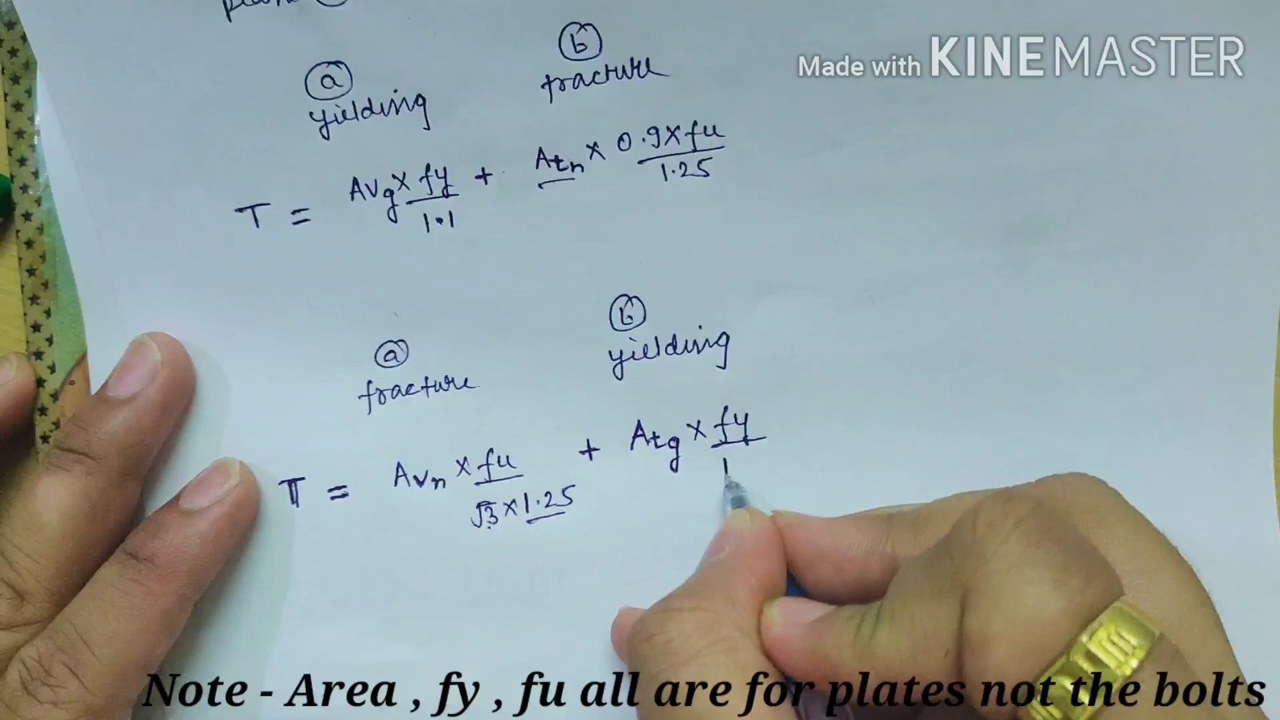 Made with KINEMASTER
ⓐ ⓑ
yielding fracture
T = Avg × fy/1.1 + Atn × 0.9×fu/1.25
ⓐ ⓑ
fracture yielding
T = Avn × fu/√3×1.25 + Atg × fy/1
Note - Area , fy , fu all are for plates not the bolts